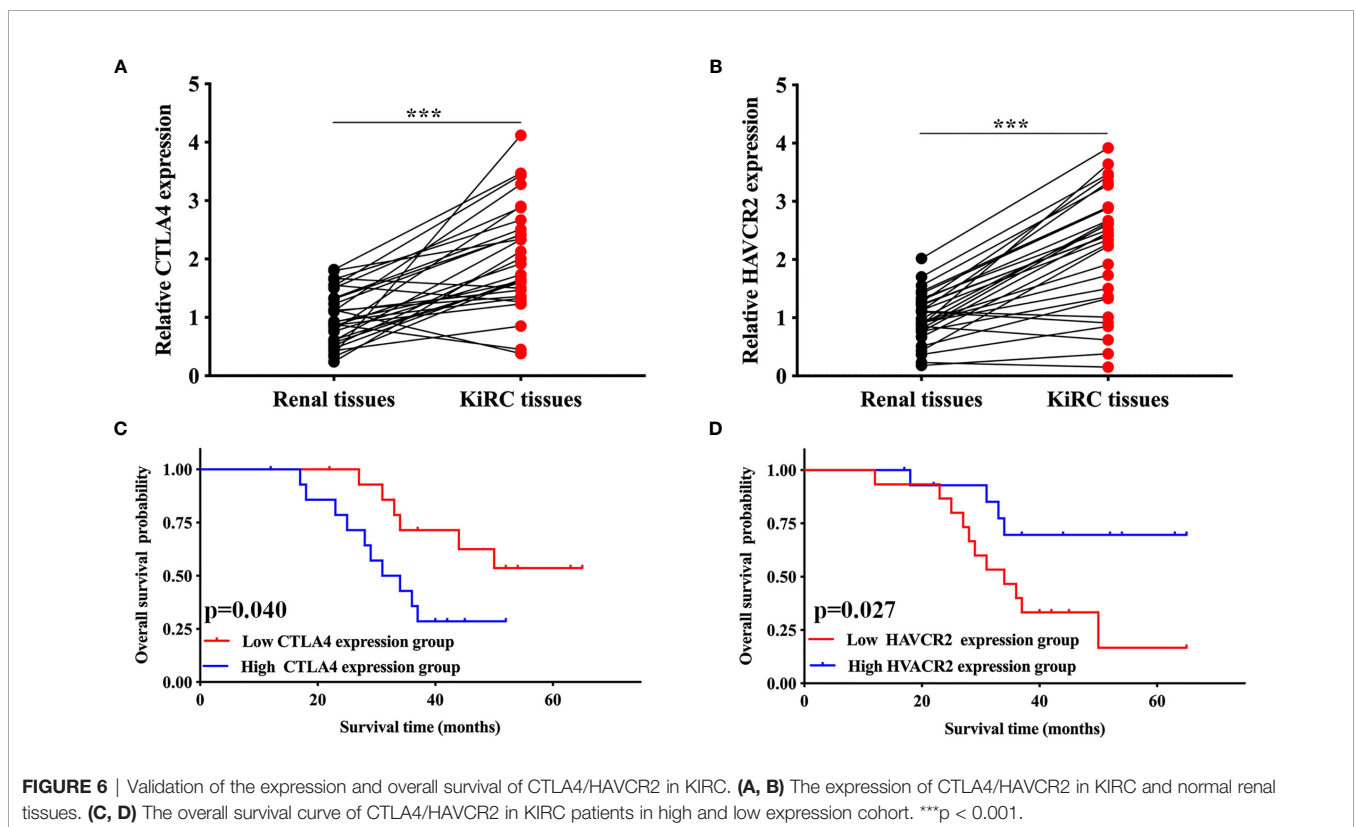 A
Relative CTLA4 expression
5
4
3
2
1
0
***
Renal tissues
KiRC tissues
B
Relative HAVCR2 expression
5
4
3
2
1
0
***
Renal tissues
KiRC tissues
C
Overall survival probability
1.00
0.75
0.50
0.25
0.00
p=0.040
Low CTLA4 expression group
High CTLA4 expression group
0
20
40
60
Survival time (months)
D
Overall survival probability
1.00
0.75
0.50
0.25
0.00
p=0.027
Low HAVCR2 expression group
High HVACR2 expression group
0
20
40
60
Survival time (months)
FIGURE 6 | Validation of the expression and overall survival of CTLA4/HAVCR2 in KIRC. (A, B) The expression of CTLA4/HAVCR2 in KIRC and normal renal
tissues. (C, D) The overall survival curve of CTLA4/HAVCR2 in KIRC patients in high and low expression cohort. ***p < 0.001.